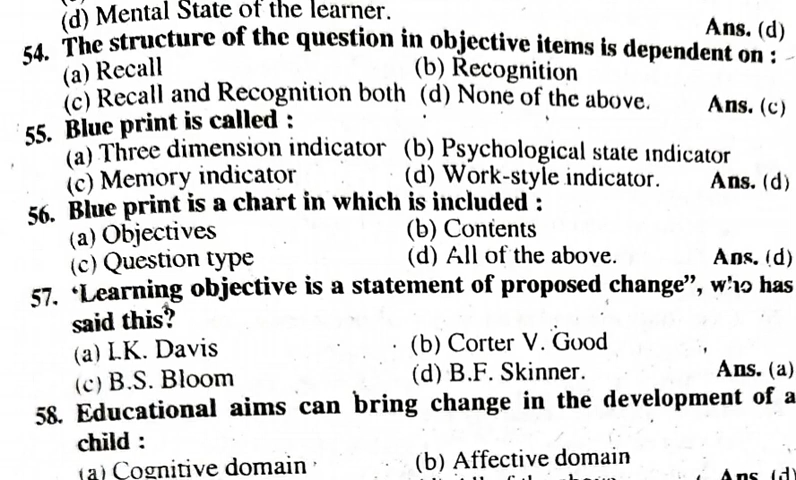 (d) Mental State of the learner. Ans. (d)
54. The structure of the question in objective items is dependent on :
(a) Recall (b) Recognition
(c) Recall and Recognition both (d) None of the above. Ans. (c)
55. Blue print is called :
(a) Three dimension indicator (b) Psychological state indicator
(c) Memory indicator (d) Work-style indicator. Ans. (d)
56. Blue print is a chart in which is included :
(a) Objectives (b) Contents
(c) Question type (d) All of the above. Ans. (d)
57. ‘Learning objective is a statement of proposed change”, who has
said this?
(a) I.K. Davis (b) Corter V. Good
(c) B.S. Bloom (d) B.F. Skinner. Ans. (a)
58. Educational aims can bring change in the development of a
child :
(a) Cognitive domain (b) Affective domain
Ans. (d)